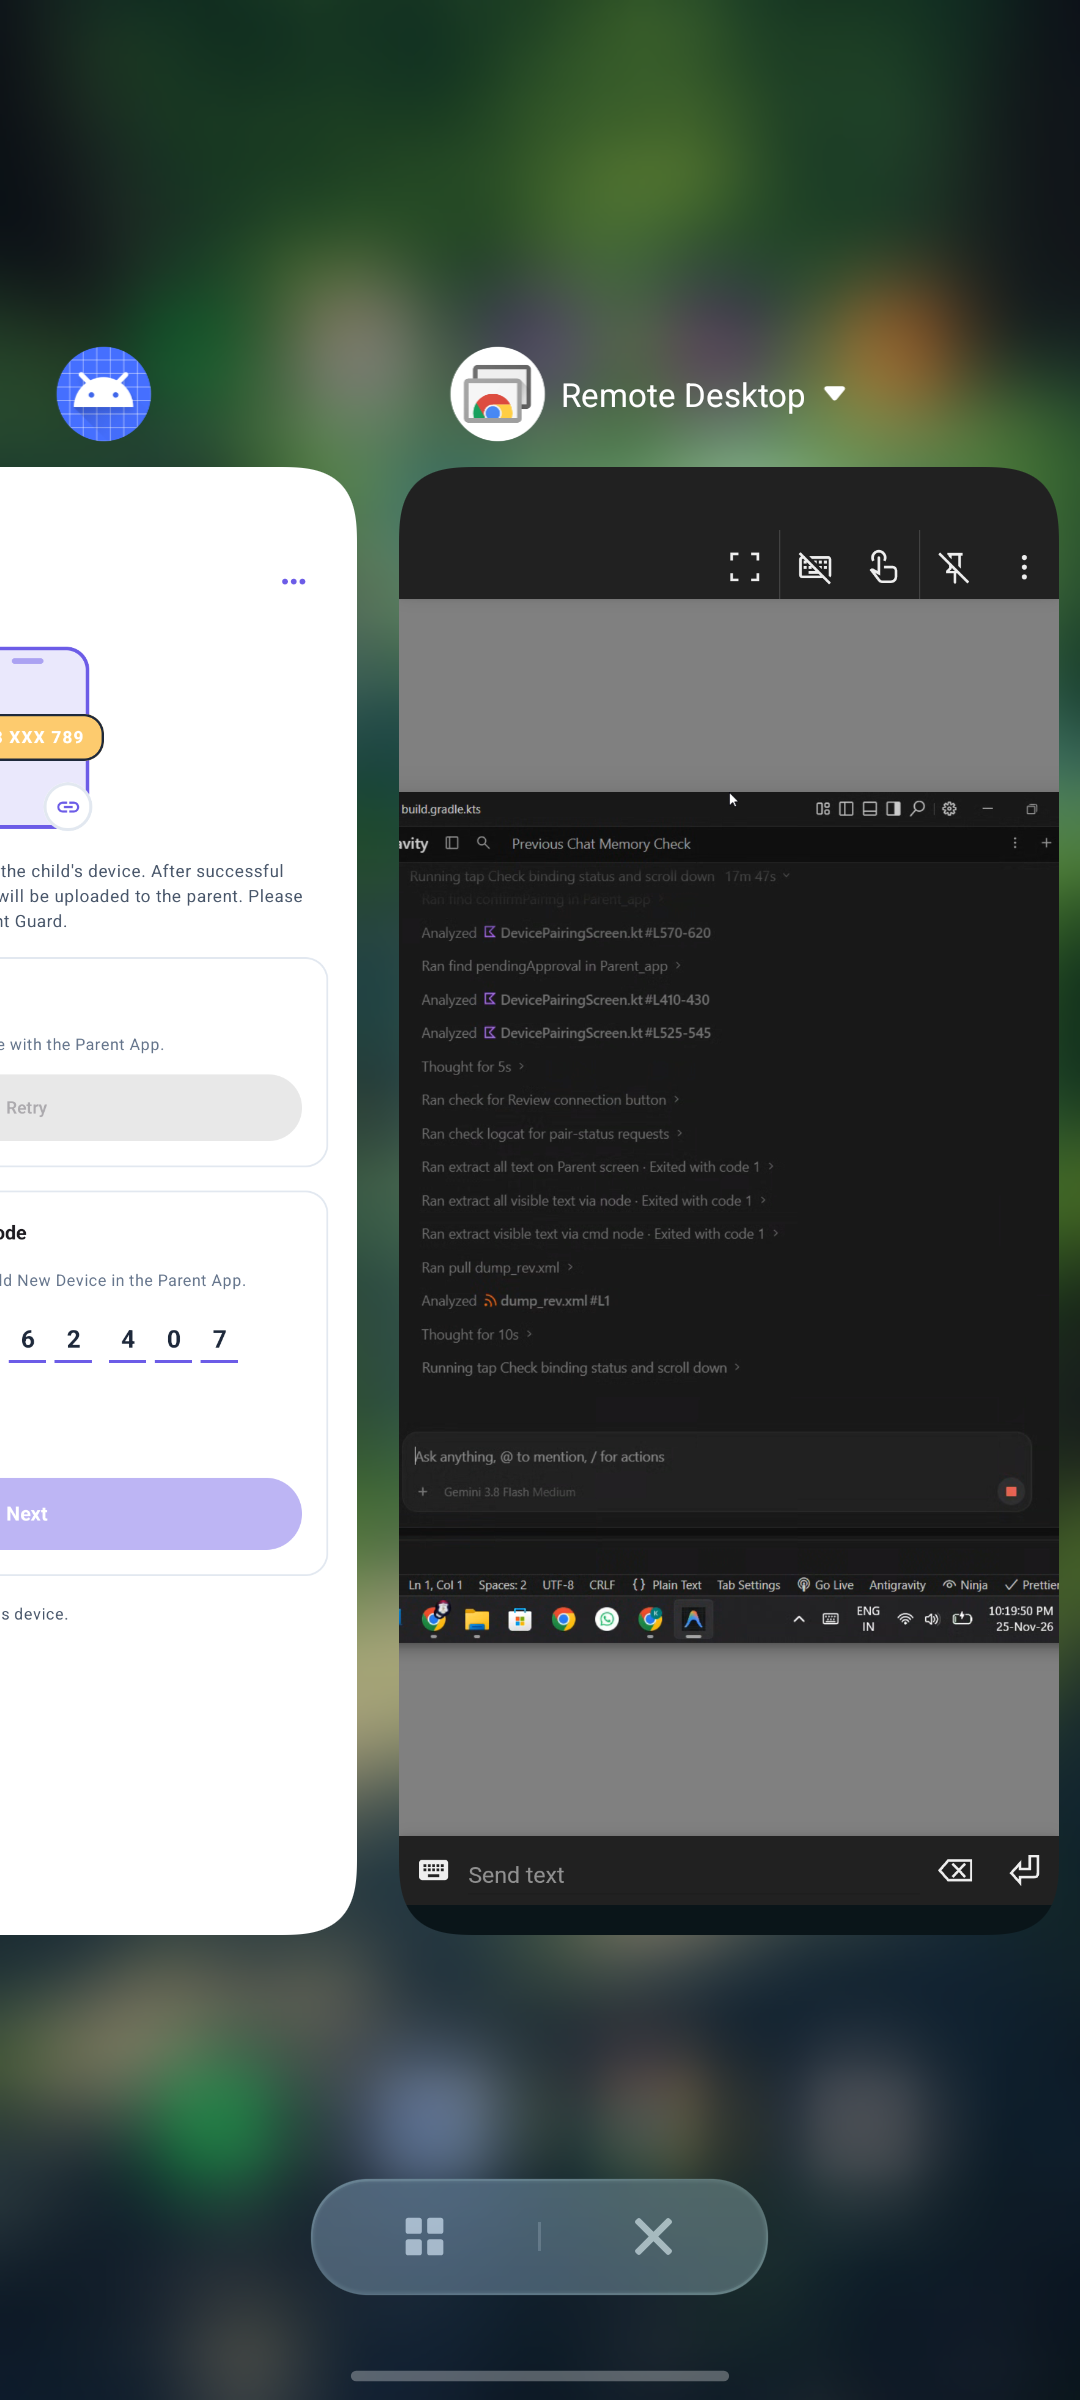 Remote Desktop
XXX 789
the child's device. After successful
will be uploaded to the parent. Please
nt Guard.
e with the Parent App.
Retry
ode
ld New Device in the Parent App.
6 2 4 0 7
Next
s device.
build.gradle.kts
avity
Previous Chat Memory Check
Running tap Check binding status and scroll down 17m 47s
Ran find confirmPairing in Parent_app
Analyzed DevicePairingScreen.kt #L570-620
Ran find pendingApproval in Parent_app
Analyzed DevicePairingScreen.kt #L410-430
Analyzed DevicePairingScreen.kt #L525-545
Thought for 5s
Ran check for Review connection button
Ran check logcat for pair-status requests
Ran extract all text on Parent screen · Exited with code 1
Ran extract all visible text via node · Exited with code 1
Ran extract visible text via cmd node · Exited with code 1
Ran pull dump_rev.xml
Analyzed dump_rev.xml #L1
Thought for 10s
Running tap Check binding status and scroll down
Ask anything, @ to mention, / for actions
Gemini 3.8 Flash Medium
Ln 1, Col 1 Spaces: 2 UTF-8 CRLF {} Plain Text Tab Settings Go Live Antigravity Ninja Prettier
ENG
IN
10:19:50 PM
25-Nov-26
Send text